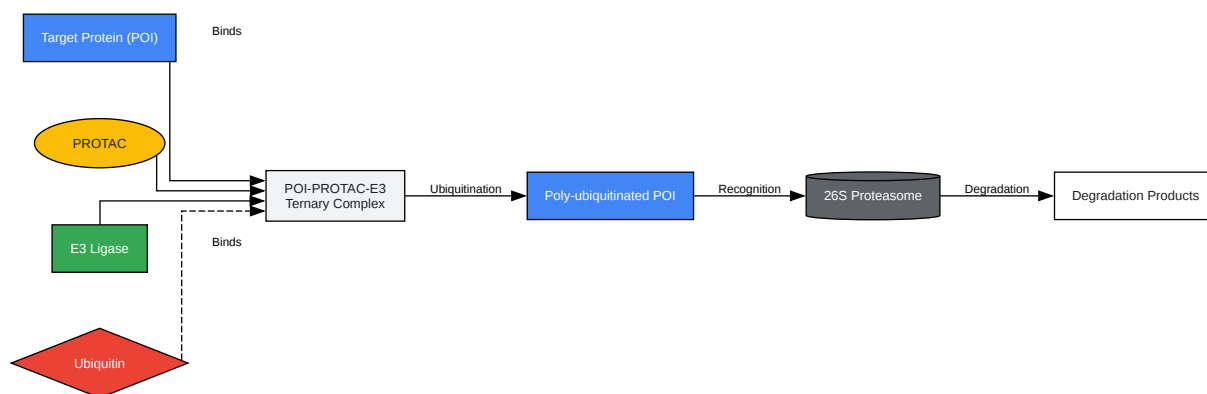 Target Protein (POI)
Binds
PROTAC
POI-PROTAC-E3
Ternary Complex
Ubiquitination
Poly-ubiquitinated POI
Recognition
26S Proteasome
Degradation
Degradation Products
E3 Ligase
Binds
Ubiquitin